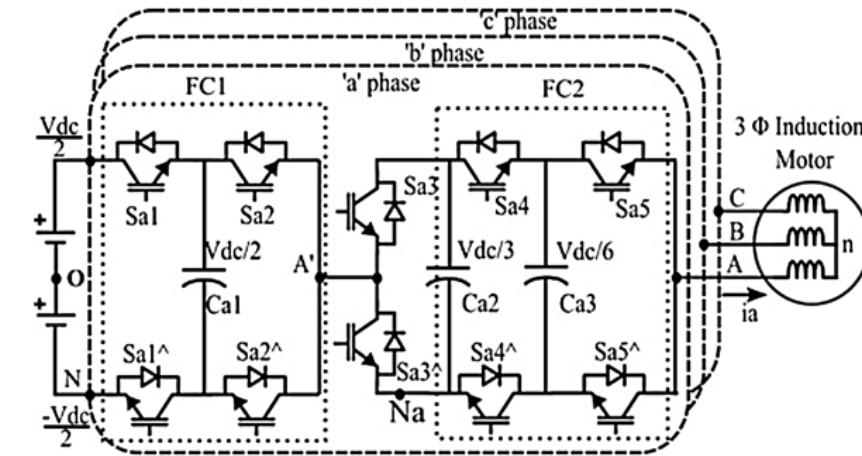 'c' phase
'b' phase
'a' phase
FC1
FC2
Vdc
2
3 Φ Induction
Motor
Sa1
Sa2
Sa3
Sa4
Sa5
C
B
A
n
+
O
+
Vdc/2
Ca1
A'
Vdc/3
Ca2
Vdc/6
Ca3
ia
N
-Vdc
2
Sa1^
Sa2^
Sa3^
Na
Sa4^
Sa5^